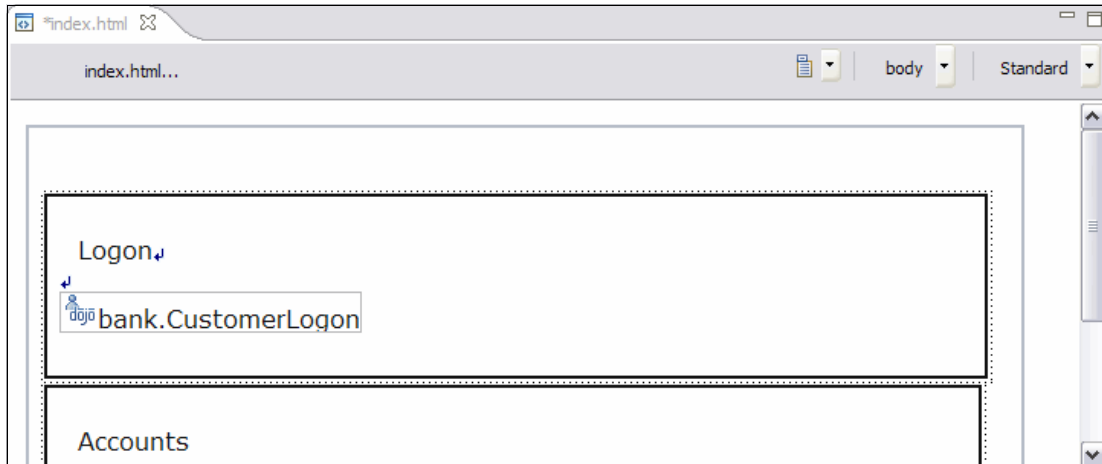 *index.html
index.html...
body
Standard
Logon
dojo bank.CustomerLogon
Accounts